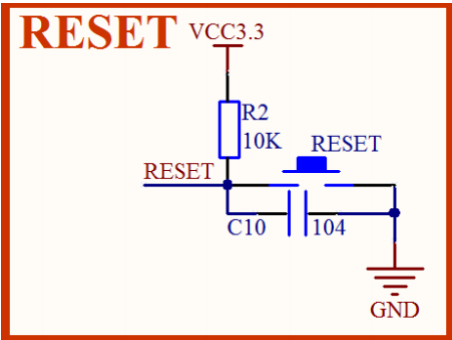 RESET
VCC3.3
R2
10K
RESET
RESET
C10
104
GND